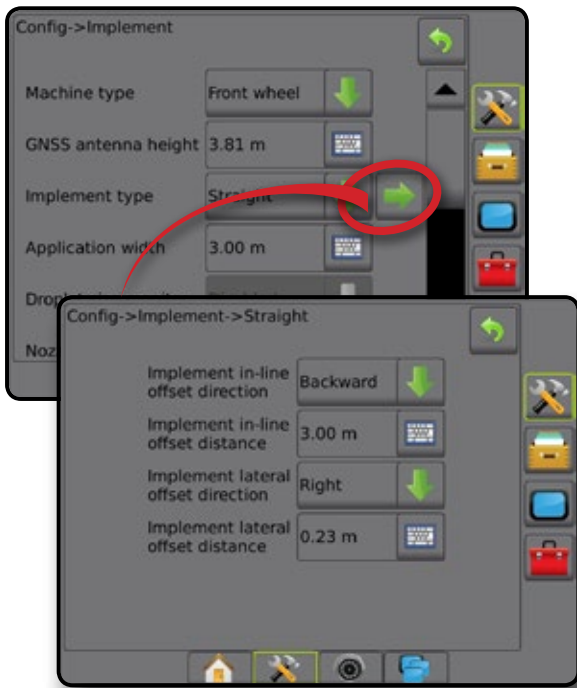 Config->Implement
Machine type Front wheel
GNSS antenna height 3.81 m
Implement type Straight
Application width 3.00 m
Noz
Config->Implement->Straight
Implement in-line
offset direction Backward
Implement in-line
offset distance 3.00 m
Implement lateral
offset direction Right
Implement lateral
offset distance 0.23 m